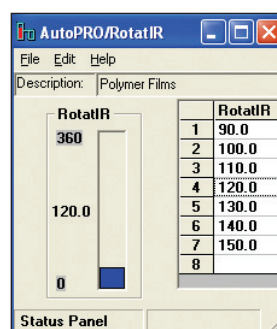 AutoPRO/RotatIR
File Edit Help
Description: Polymer Films
RotatIR
360
120.0
0
RotatIR
1 90.0
2 100.0
3 110.0
4 120.0
5 130.0
6 140.0
7 150.0
8
Status Panel